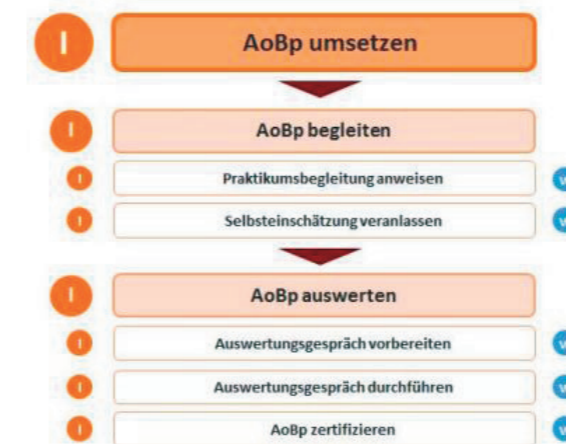 I AoBp umsetzen
I AoBp begleiten
I Praktikumsbegleitung anweisen
I Selbsteinschätzung veranlassen
I AoBp auswerten
I Auswertungsgespräch vorbereiten
I Auswertungsgespräch durchführen
I AoBp zertifizieren